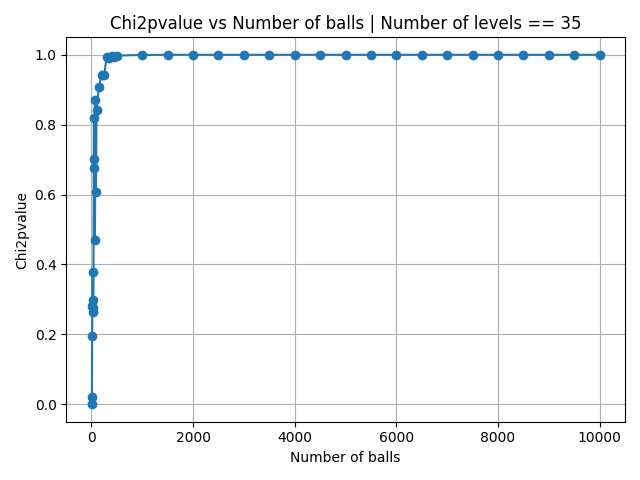 Chi2pvalue vs Number of balls | Number of levels == 35
1.0
0.8
0.6
0.4
0.2
0.0
Chi2pvalue
0 2000 4000 6000 8000 10000
Number of balls